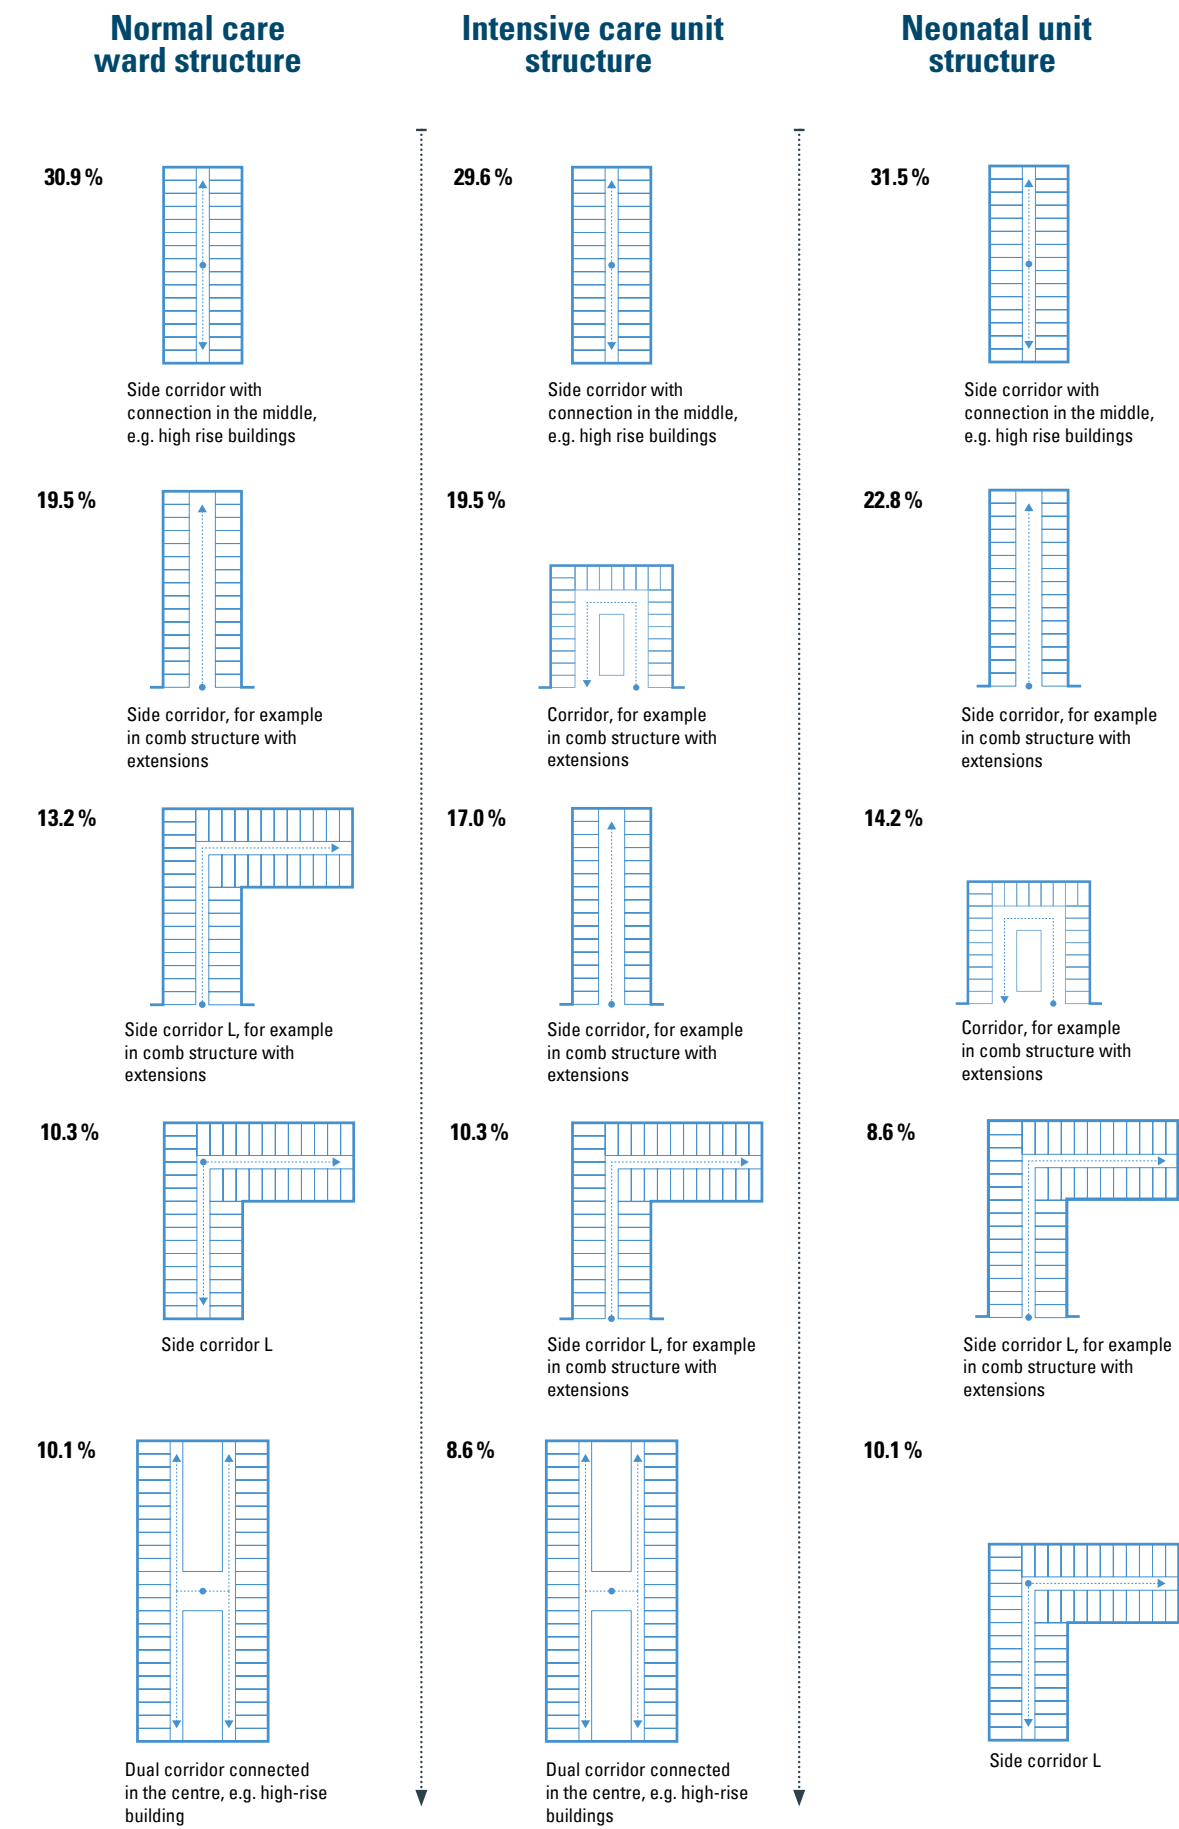 Normal care
ward structure
Intensive care unit
structure
Neonatal unit
structure
30.9 %
29.6 %
31.5 %
Side corridor with
connection in the middle,
e.g. high rise buildings
Side corridor with
connection in the middle,
e.g. high rise buildings
Side corridor with
connection in the middle,
e.g. high rise buildings
19.5 %
19.5 %
22.8 %
Side corridor, for example
in comb structure with
extensions
Corridor, for example
in comb structure with
extensions
Side corridor, for example
in comb structure with
extensions
13.2 %
17.0 %
14.2 %
Side corridor L, for example
in comb structure with
extensions
Side corridor, for example
in comb structure with
extensions
Corridor, for example
in comb structure with
extensions
10.3 %
10.3 %
8.6 %
Side corridor L
Side corridor L, for example
in comb structure with
extensions
Side corridor L, for example
in comb structure with
extensions
10.1 %
8.6 %
10.1 %
Dual corridor connected
in the centre, e.g. high-rise
building
Dual corridor connected
in the centre, e.g. high-rise
buildings
Side corridor L